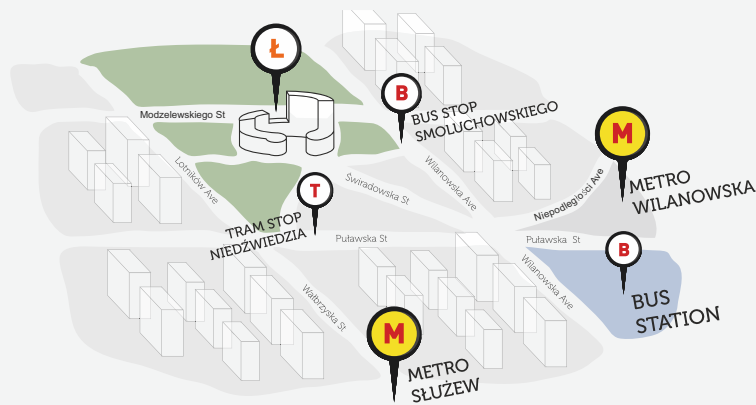 Ł
B
Modzelewskiego St
BUS STOP
SMOLUCHOWSKIEGO
M
METRO
WILANOWSKA
Lotników Ave
T
TRAM STOP
NIEDŹWIEDZIA
Świradowska St
Wilanowska Ave
Niepodległości Ave
Puławska St
Puławska St
B
BUS
STATION
Wałbrzyska St
Wilanowska Ave
M
METRO
SŁUŻEW